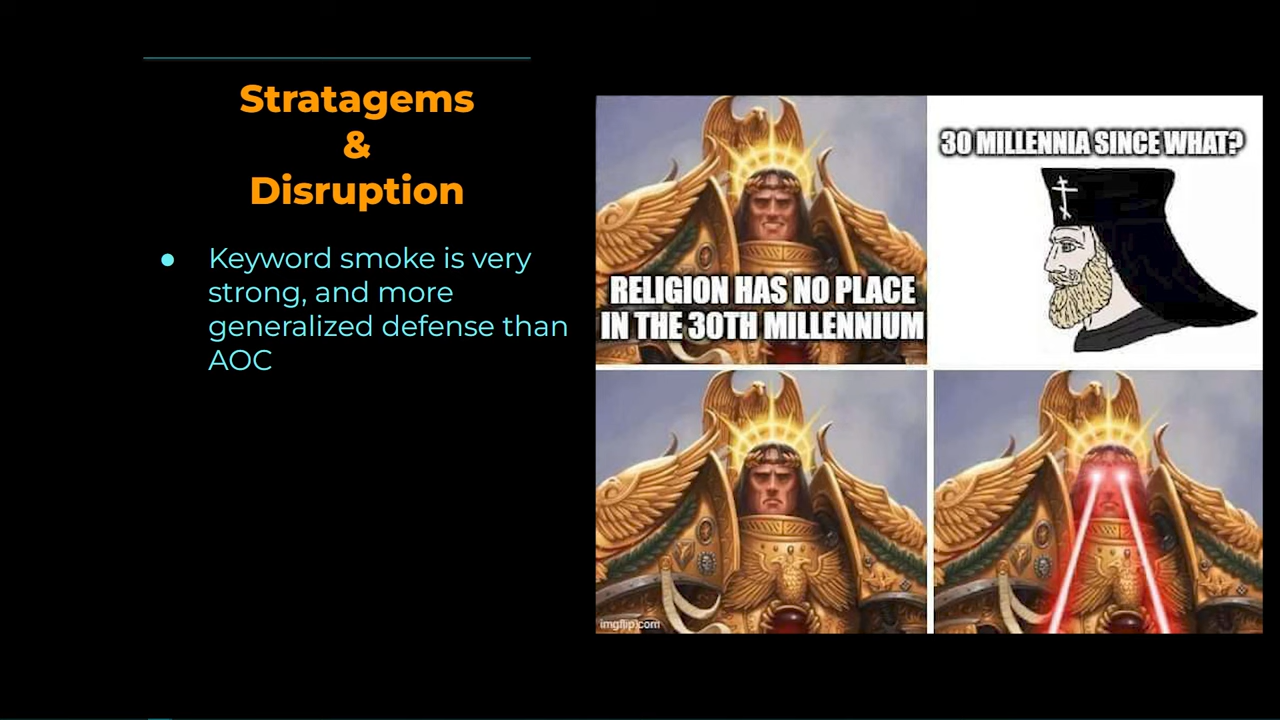 Stratagems
&
Disruption
● Keyword smoke is very
strong, and more
generalized defense than
AOC
RELIGION HAS NO PLACE
IN THE 30TH MILLENNIUM
30 MILLENNIA SINCE WHAT?
imgflip.com